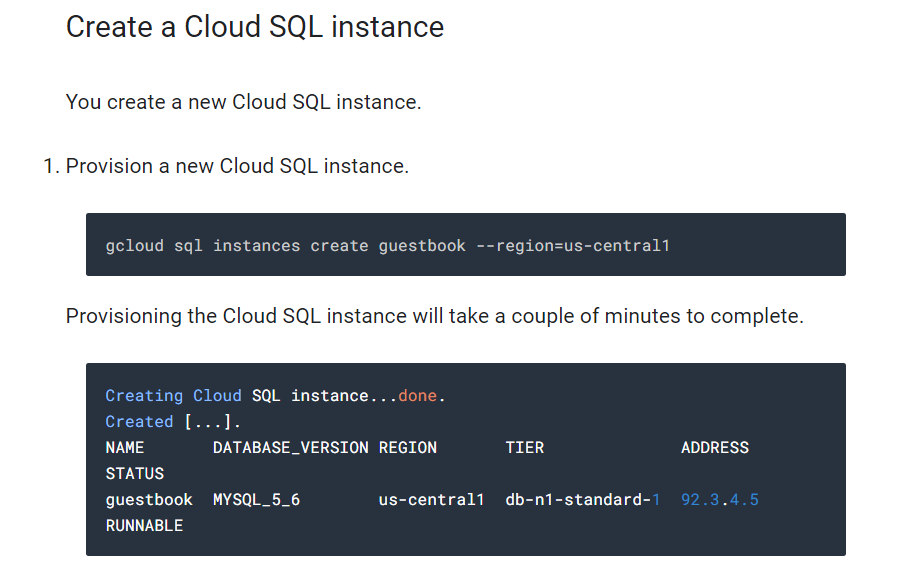 Create a Cloud SQL instance
You create a new Cloud SQL instance.
1. Provision a new Cloud SQL instance.
gcloud sql instances create guestbook --region=us-central1
Provisioning the Cloud SQL instance will take a couple of minutes to complete.
Creating Cloud SQL instance...done.
Created [...].
NAME DATABASE_VERSION REGION TIER ADDRESS
STATUS
guestbook MYSQL_5_6 us-central1 db-n1-standard-1 92.3.4.5
RUNNABLE